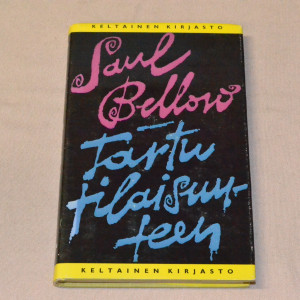 KELTAINEN KIRJASTO
Saul
Bellow
Tartu
tilaisuu-
teen
KELTAINEN KIRJASTO